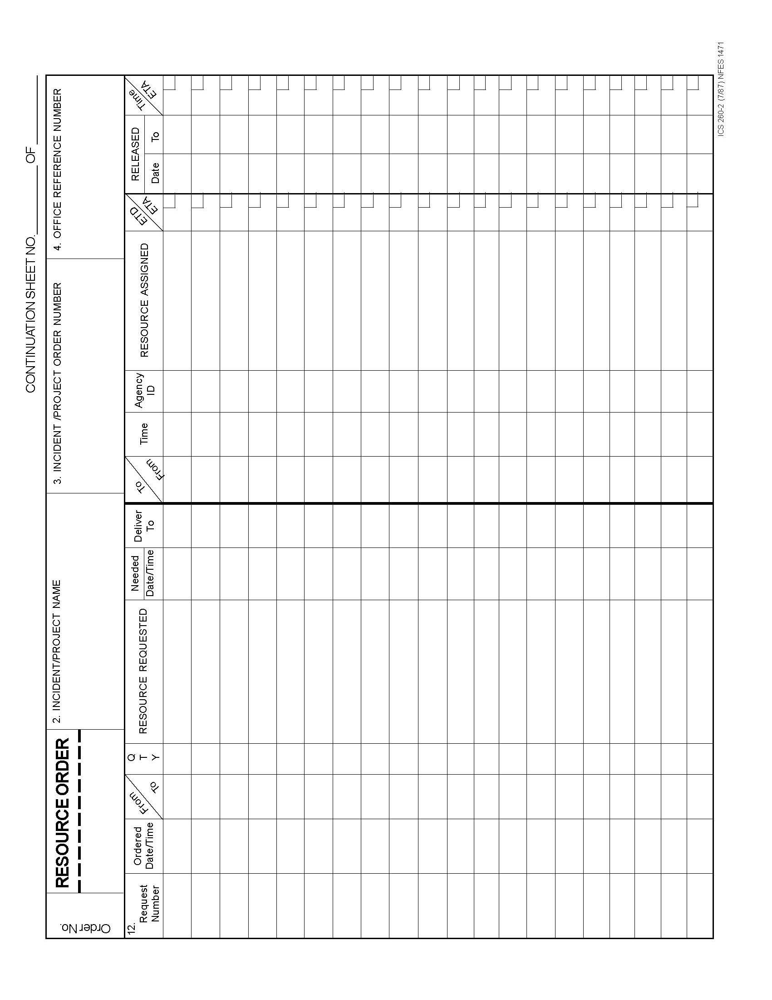 CONTINUATION SHEET NO. OF
Order No.
RESOURCE ORDER
2. INCIDENT/PROJECT NAME
3. INCIDENT /PROJECT ORDER NUMBER
4. OFFICE REFERENCE NUMBER
12.
Request
Number
Ordered
Date/Time
From
To
Q
T
Y
RESOURCE REQUESTED
Needed
Date/Time
Deliver
To
To
From
Time
Agency
ID
RESOURCE ASSIGNED
ETD
ETA
RELEASED
Date
To
Time
ETA
ICS 260-2 (7/87) NFES 1471